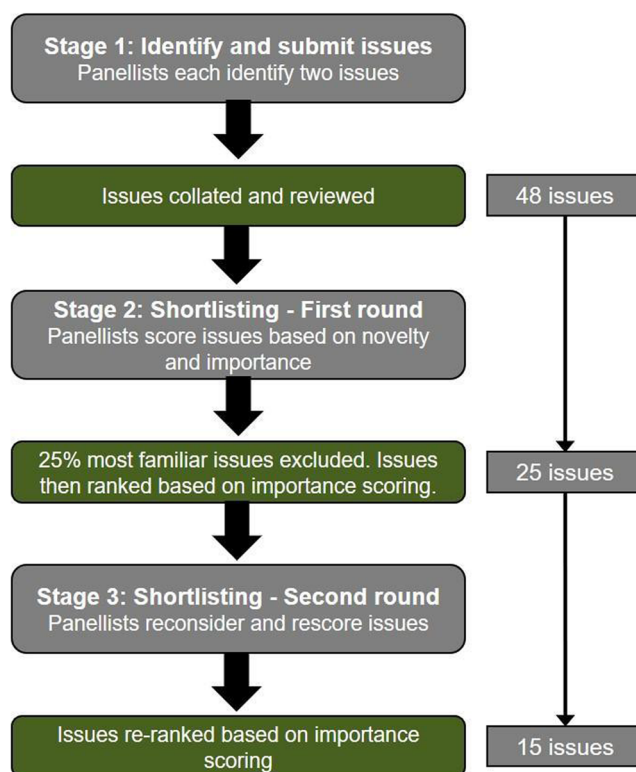 Stage 1: Identify and submit issues
Panellists each identify two issues
Issues collated and reviewed
48 issues
Stage 2: Shortlisting - First round
Panellists score issues based on novelty
and importance
25% most familiar issues excluded. Issues
then ranked based on importance scoring.
25 issues
Stage 3: Shortlisting - Second round
Panellists reconsider and rescore issues
Issues re-ranked based on importance
scoring
15 issues